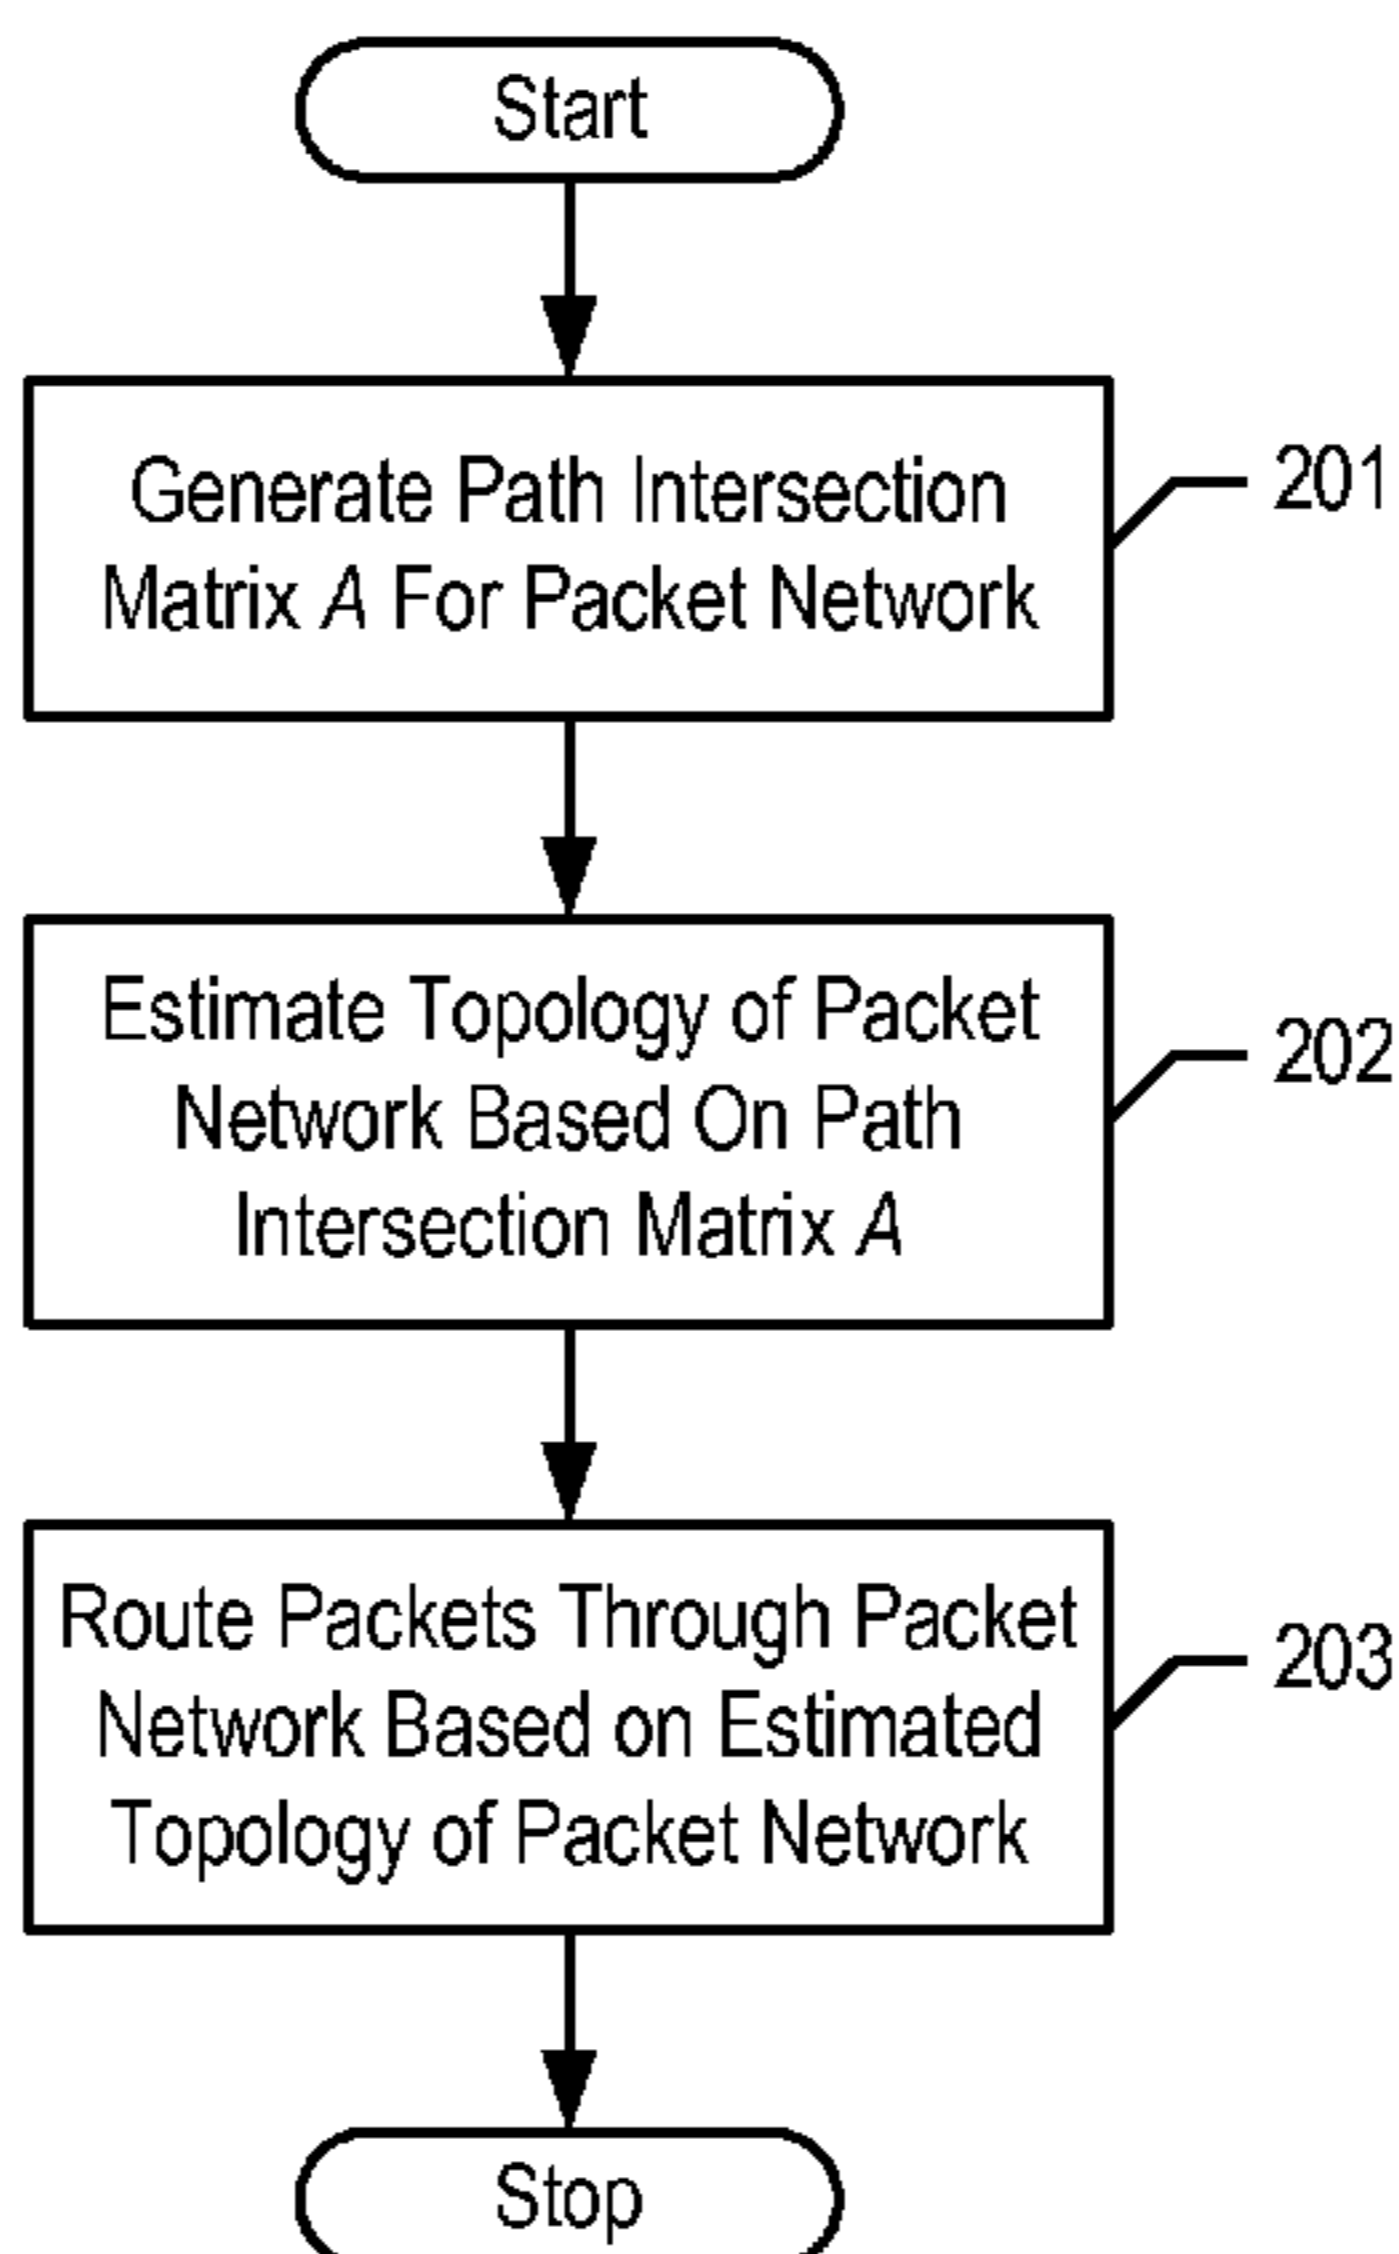 Start
Generate Path Intersection
Matrix A For Packet Network
201
Estimate Topology of Packet
Network Based On Path
Intersection Matrix A
202
Route Packets Through Packet
Network Based on Estimated
Topology of Packet Network
203
Stop